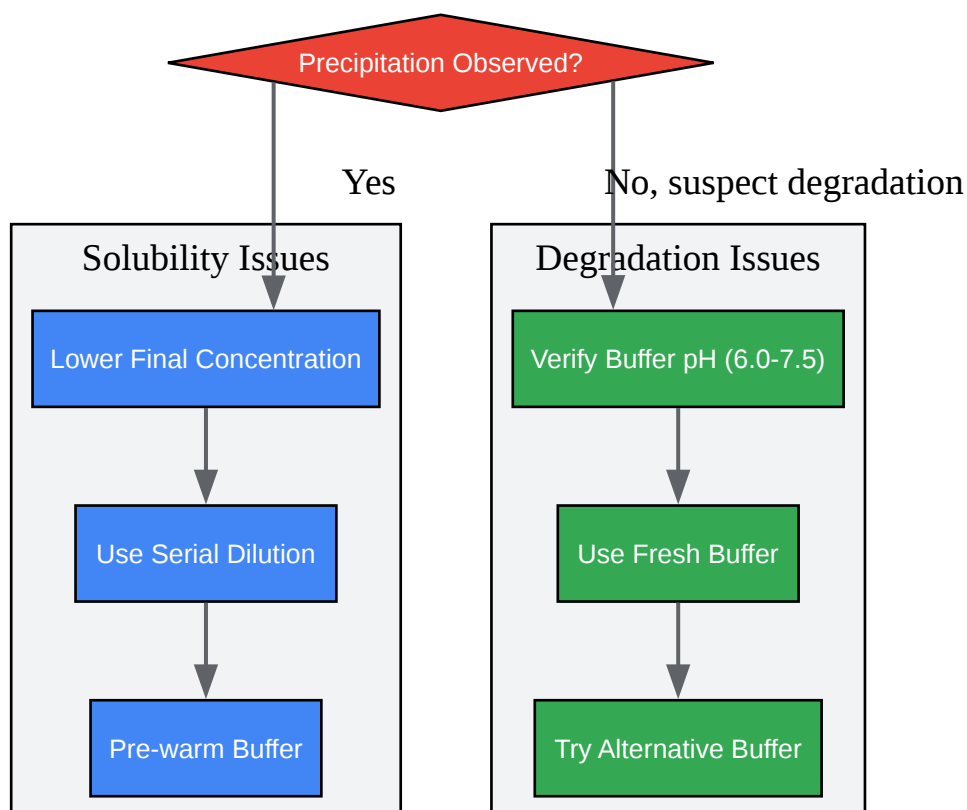 Precipitation Observed?
Yes
No, suspect degradation
Solubility Issues
Degradation Issues
Lower Final Concentration
Verify Buffer pH (6.0-7.5)
Use Serial Dilution
Use Fresh Buffer
Pre-warm Buffer
Try Alternative Buffer